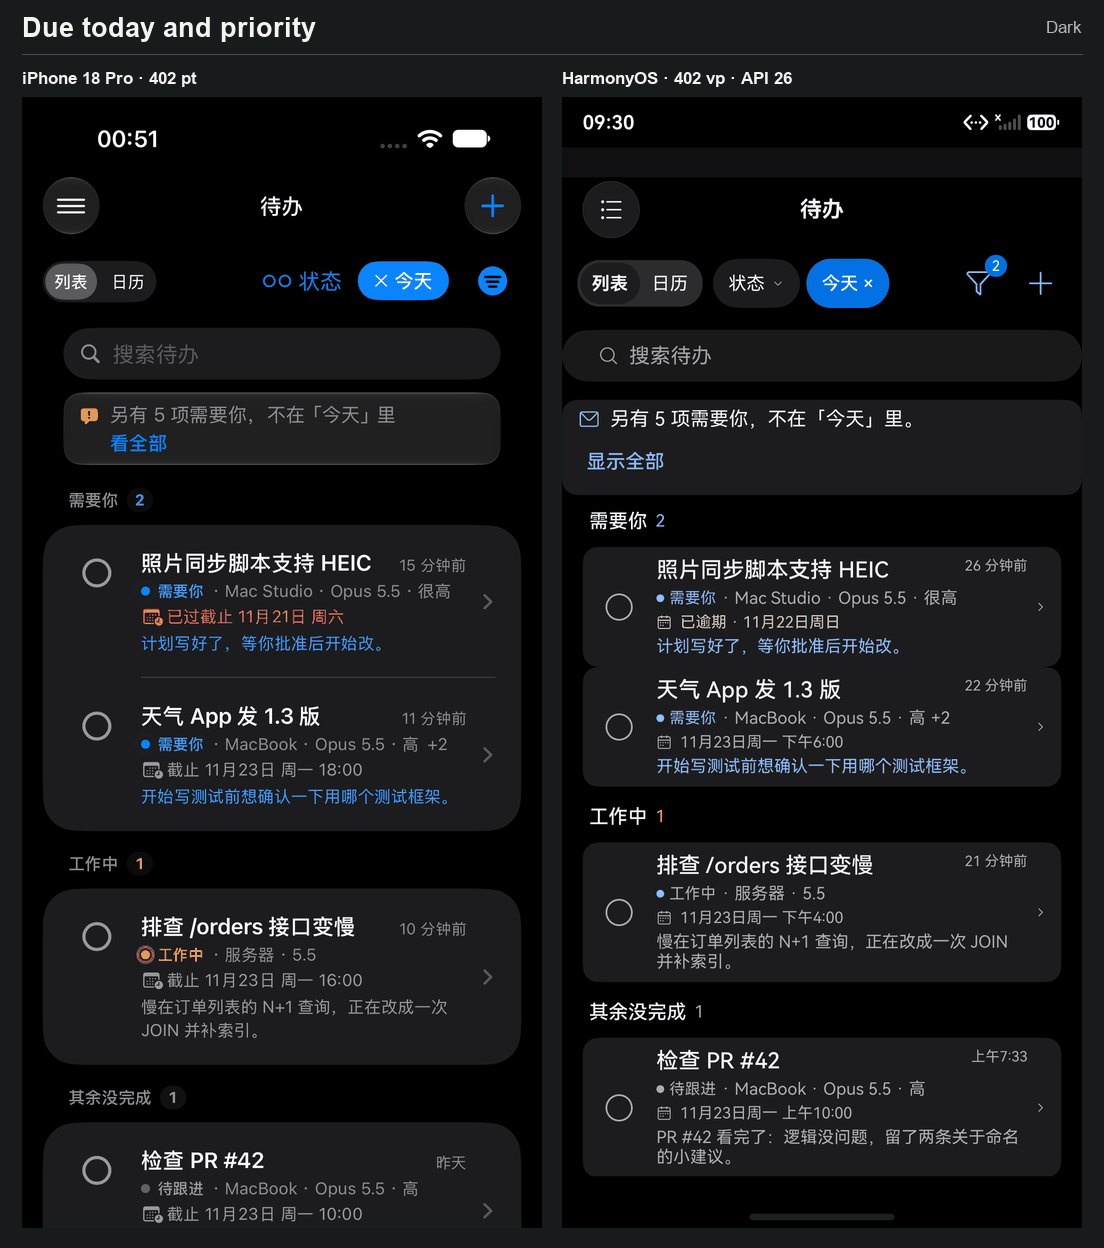 Due today and priority
Dark
iPhone 18 Pro · 402 pt
00:51
待办
列表 日历 状态 × 今天
搜索待办
另有 5 项需要你，不在「今天」里
看全部
需要你 2
照片同步脚本支持 HEIC 15 分钟前
需要你 · Mac Studio · Opus 5.5 · 很高
已过截止 11月21日 周六
计划写好了，等你批准后开始改。
天气 App 发 1.3 版 11 分钟前
需要你 · MacBook · Opus 5.5 · 高 +2
截止 11月23日 周一 18:00
开始写测试前想确认一下用哪个测试框架。
工作中 1
排查 /orders 接口变慢 10 分钟前
工作中 · 服务器 · 5.5
截止 11月23日 周一 16:00
慢在订单列表的 N+1 查询，正在改成一次
JOIN 并补索引。
其余没完成 1
检查 PR #42 昨天
待跟进 · MacBook · Opus 5.5 · 高
截止 11月23日 周一 10:00
HarmonyOS · 402 vp · API 26
09:30 100
待办
列表 日历 状态 今天 × 2
搜索待办
另有 5 项需要你，不在「今天」里。
显示全部
需要你 2
照片同步脚本支持 HEIC 26 分钟前
需要你 · Mac Studio · Opus 5.5 · 很高
已逾期 · 11月22日周日
计划写好了，等你批准后开始改。
天气 App 发 1.3 版 22 分钟前
需要你 · MacBook · Opus 5.5 · 高 +2
11月23日周一 下午6:00
开始写测试前想确认一下用哪个测试框架。
工作中 1
排查 /orders 接口变慢 21 分钟前
工作中 · 服务器 · 5.5
11月23日周一 下午4:00
慢在订单列表的 N+1 查询，正在改成一次 JOIN
并补索引。
其余没完成 1
检查 PR #42 上午7:33
待跟进 · MacBook · Opus 5.5 · 高
11月23日周一 上午10:00
PR #42 看完了：逻辑没问题，留了两条关于命名
的小建议。